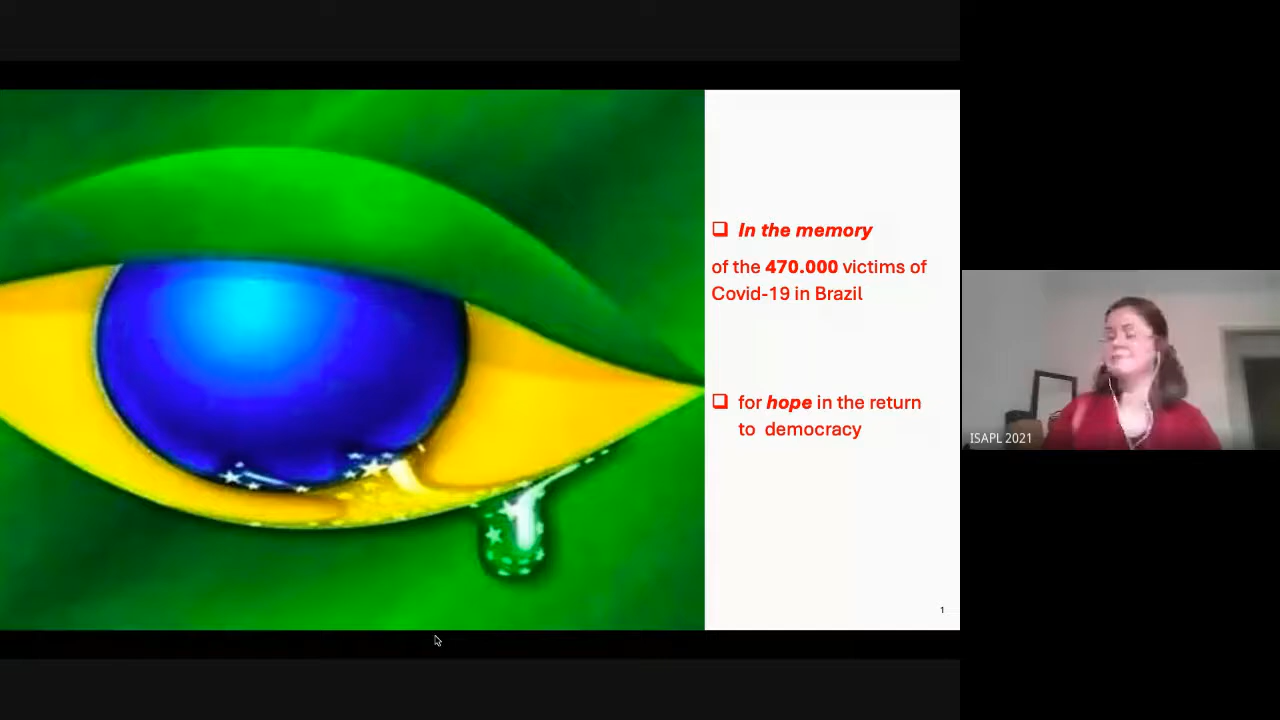 ❑ In the memory
of the 470.000 victims of
Covid-19 in Brazil
❑ for hope in the return
to democracy
1
ISAPL 2021